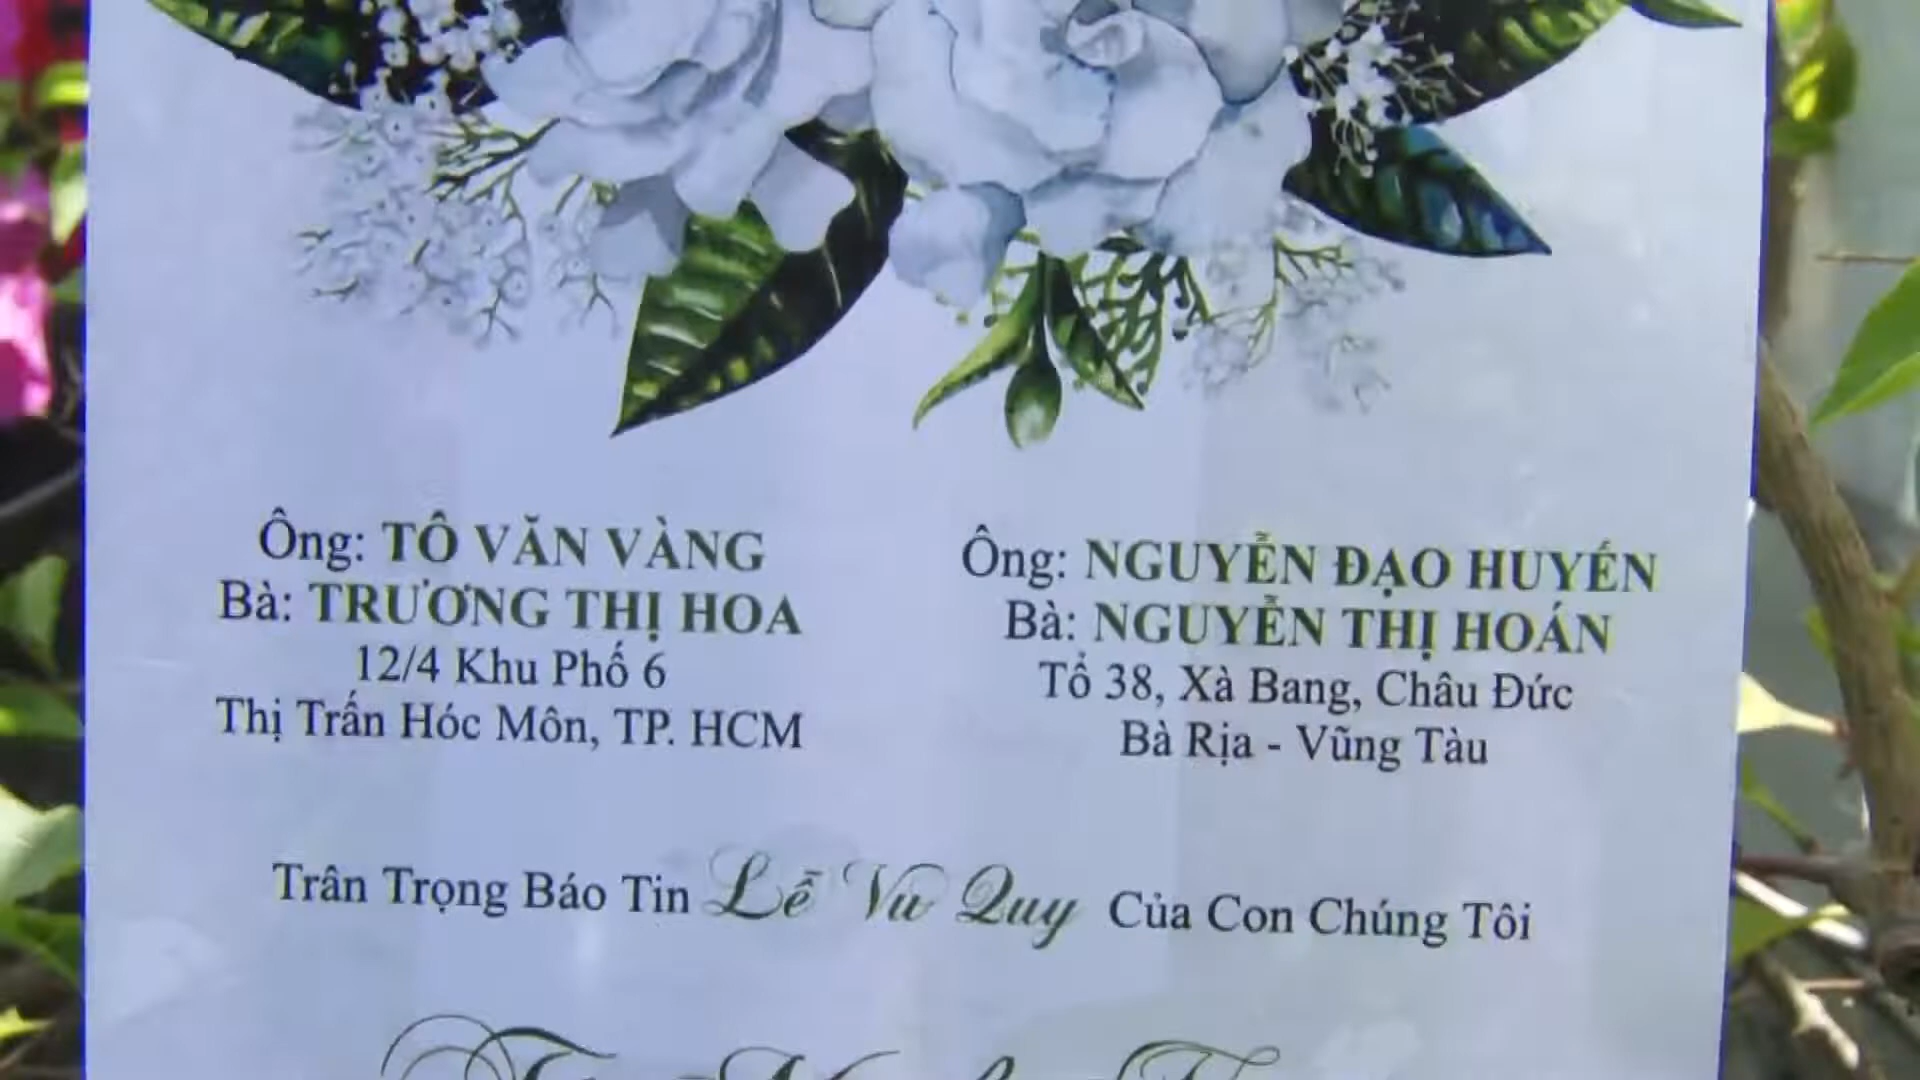 Ông: TÔ VĂN VÀNG
Bà: TRƯƠNG THỊ HOA
12/4 Khu Phố 6
Thị Trấn Hóc Môn, TP. HCM
Ông: NGUYỄN ĐẠO HUYẾN
Bà: NGUYỄN THỊ HOÁN
Tổ 38, Xà Bang, Châu Đức
Bà Rịa - Vũng Tàu
Trân Trọng Báo Tin Lễ Vu Quy Của Con Chúng Tôi